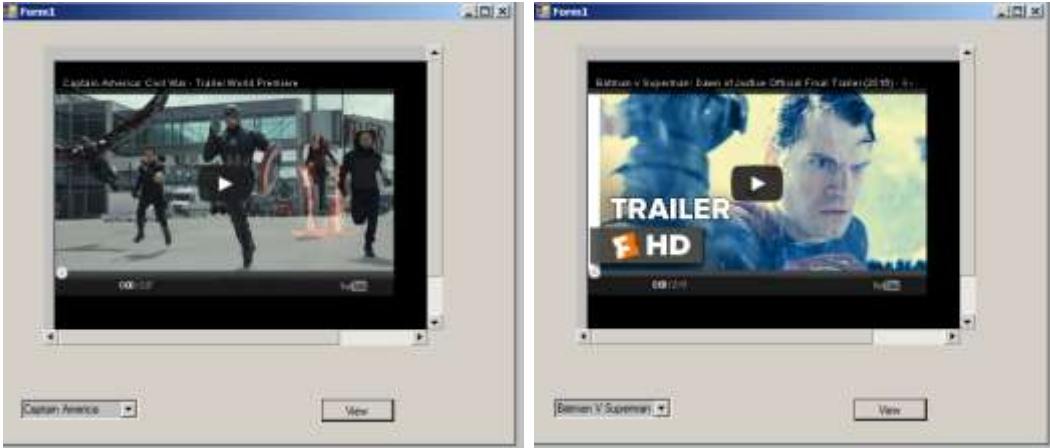 Form1
Captain America: Civil War - Trailer World Premiere
Captain America
View
Form1
Batman v Superman: Dawn of Justice Official Final Trailer (2016) -
TRAILER
HD
Batman V Superman
View